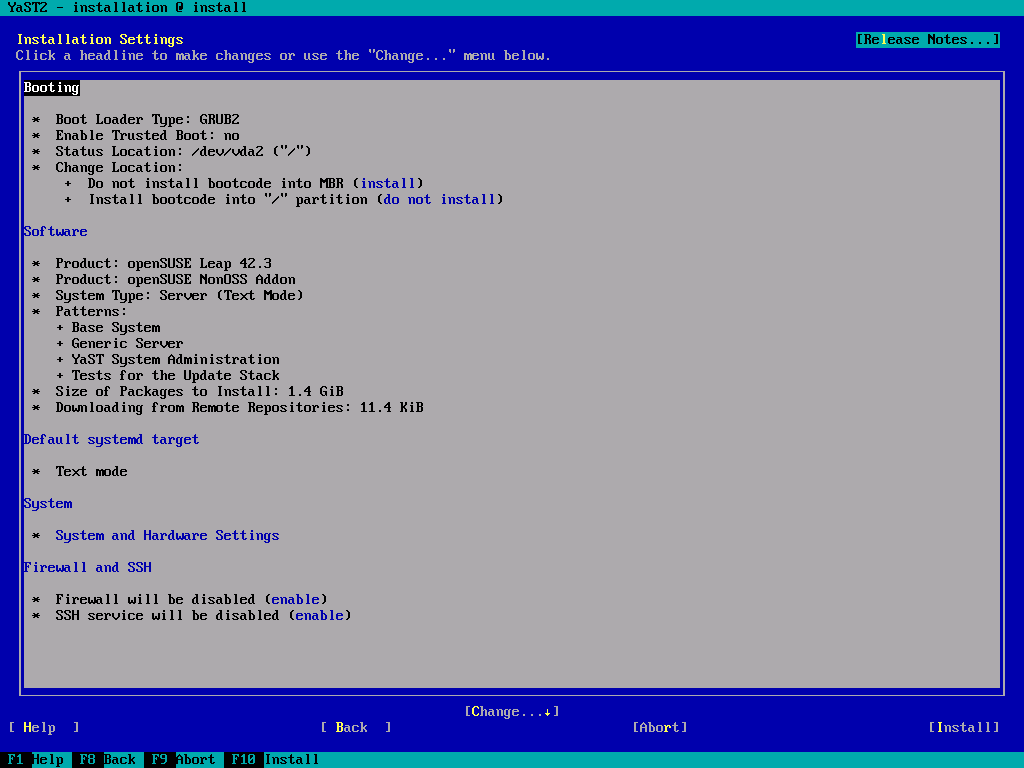 YaST2 - installation @ install
Installation Settings [Release Notes...]
Click a headline to make changes or use the "Change..." menu below.
Booting
* Boot Loader Type: GRUB2
* Enable Trusted Boot: no
* Status Location: /dev/vda2 ("/")
* Change Location:
+ Do not install bootcode into MBR (install)
+ Install bootcode into "/" partition (do not install)
Software
* Product: openSUSE Leap 42.3
* Product: openSUSE NonOSS Addon
* System Type: Server (Text Mode)
* Patterns:
+ Base System
+ Generic Server
+ YaST System Administration
+ Tests for the Update Stack
* Size of Packages to Install: 1.4 GiB
* Downloading from Remote Repositories: 11.4 KiB
Default systemd target
* Text mode
System
* System and Hardware Settings
Firewall and SSH
* Firewall will be disabled (enable)
* SSH service will be disabled (enable)
[Change...↓]
[ Help ] [ Back ] [Abort] [Install]
F1 Help F8 Back F9 Abort F10 Install